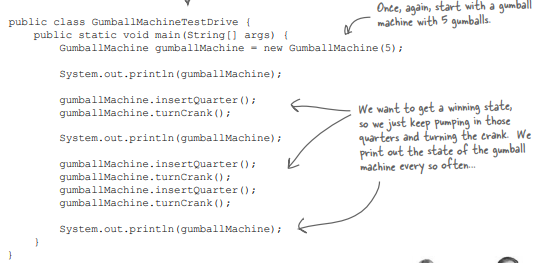 Once, again, start with a gumball
machine with 5 gumballs.
public class GumballMachineTestDrive {
public static void main(String[] args) {
GumballMachine gumballMachine = new GumballMachine(5);
System.out.println(gumballMachine);
gumballMachine.insertQuarter();
gumballMachine.turnCrank();
System.out.println(gumballMachine);
gumballMachine.insertQuarter();
gumballMachine.turnCrank();
gumballMachine.insertQuarter();
gumballMachine.turnCrank();
System.out.println(gumballMachine);
}
}
We want to get a winning state,
so we just keep pumping in those
quarters and turning the crank. We
print out the state of the gumball
machine every so often...